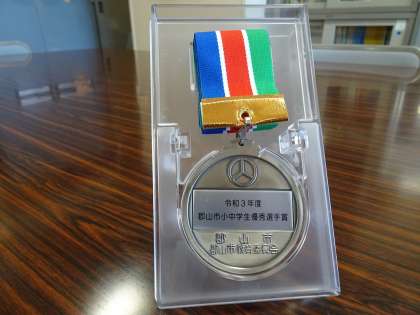 令和3年度
郡山市小中学生優秀選手賞
郡山市
郡山市教育委員会